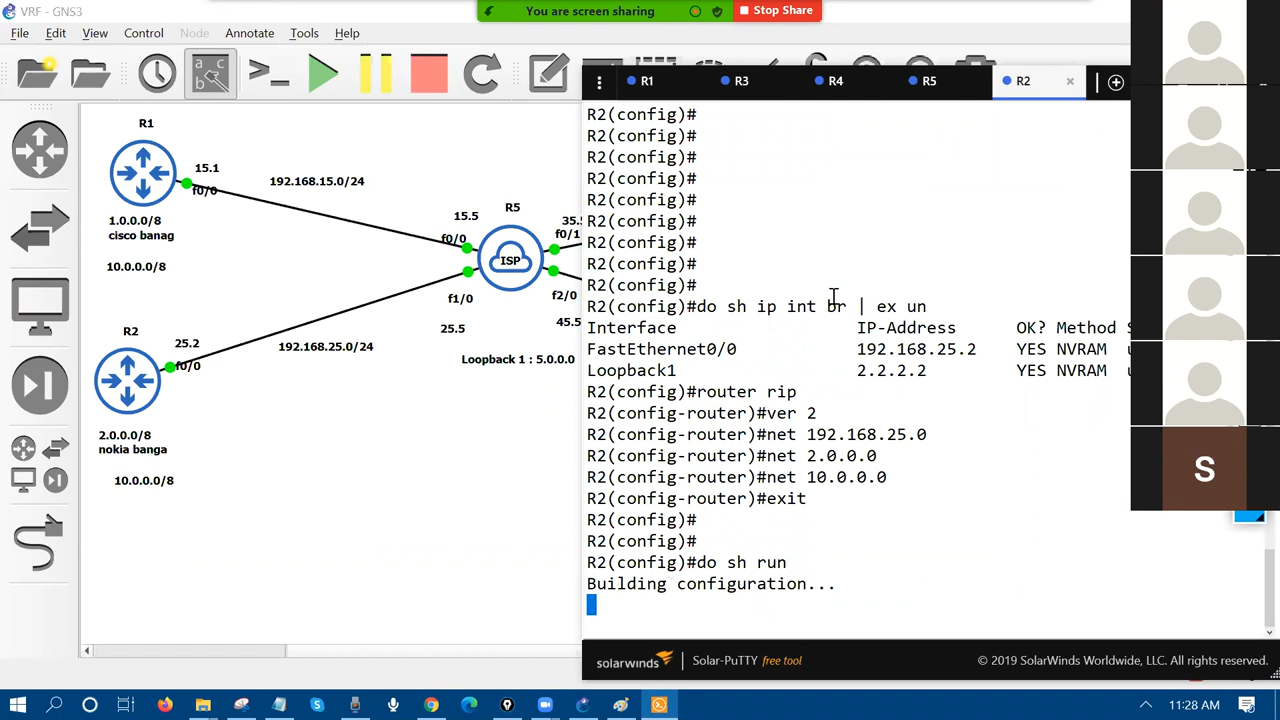 VRF - GNS3
You are screen sharing
Stop Share
File Edit View Control Node Annotate Tools Help
a c
b
R1 R3 R4 R5 R2 ×
R1
15.1
f0/0
192.168.15.0/24
1.0.0.0/8
cisco banag
10.0.0.0/8
R5
15.5
35.5
f0/0
f0/1
ISP
f1/0
f2/0
25.5
45.5
Loopback 1 : 5.0.0.0
R2
25.2
f0/0
192.168.25.0/24
2.0.0.0/8
nokia banga
10.0.0.0/8
R2(config)#
R2(config)#
R2(config)#
R2(config)#
R2(config)#
R2(config)#
R2(config)#
R2(config)#
R2(config)#
R2(config)#do sh ip int br | ex un
Interface IP-Address OK? Method S
FastEthernet0/0 192.168.25.2 YES NVRAM u
Loopback1 2.2.2.2 YES NVRAM u
R2(config)#router rip
R2(config-router)#ver 2
R2(config-router)#net 192.168.25.0
R2(config-router)#net 2.0.0.0
R2(config-router)#net 10.0.0.0
R2(config-router)#exit
R2(config)#
R2(config)#
R2(config)#do sh run
Building configuration...
S
solarwinds | Solar-PuTTY free tool
© 2019 SolarWinds Worldwide, LLC. All rights reserved.
11:28 AM